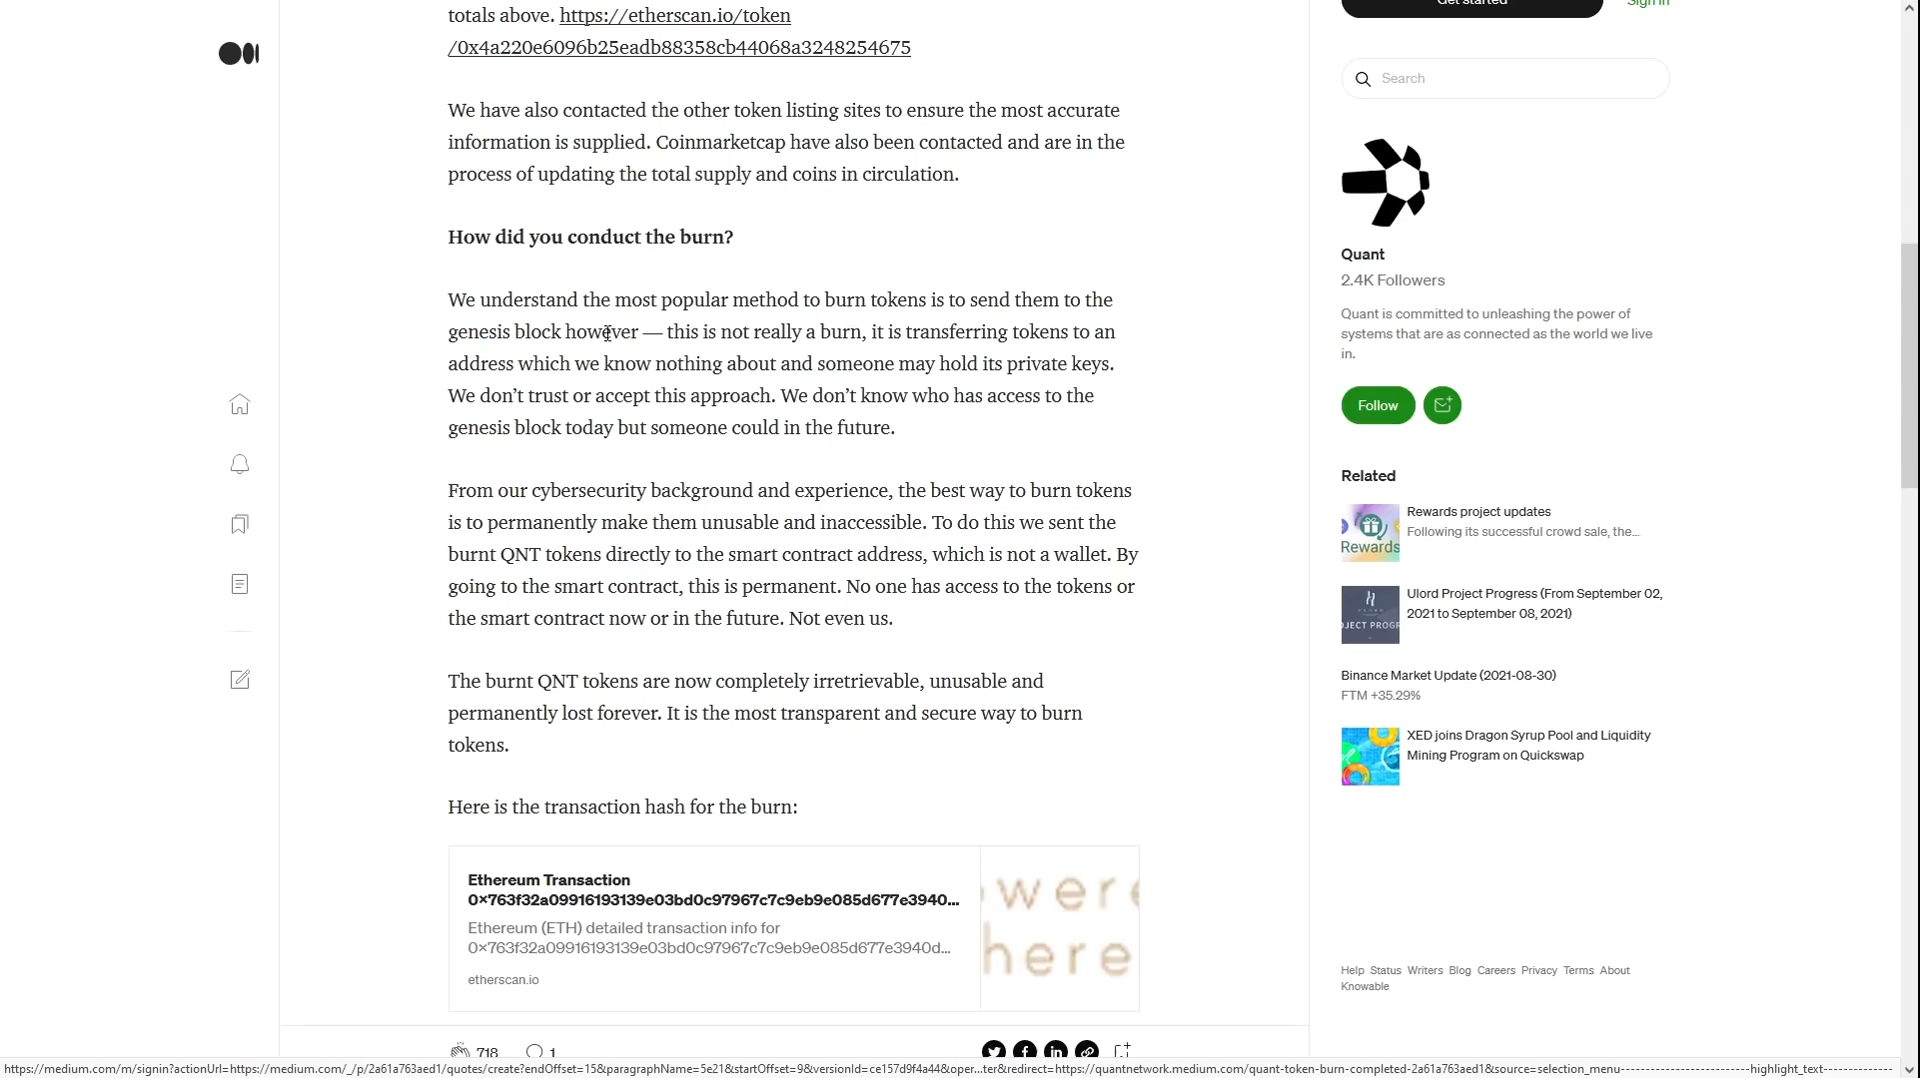 totals above. https://etherscan.io/token
/0x4a220e6096b25eadb88358cb44068a3248254675
We have also contacted the other token listing sites to ensure the most accurate
information is supplied. Coinmarketcap have also been contacted and are in the
process of updating the total supply and coins in circulation.
How did you conduct the burn?
We understand the most popular method to burn tokens is to send them to the
genesis block however — this is not really a burn, it is transferring tokens to an
address which we know nothing about and someone may hold its private keys.
We don’t trust or accept this approach. We don’t know who has access to the
genesis block today but someone could in the future.
From our cybersecurity background and experience, the best way to burn tokens
is to permanently make them unusable and inaccessible. To do this we sent the
burnt QNT tokens directly to the smart contract address, which is not a wallet. By
going to the smart contract, this is permanent. No one has access to the tokens or
the smart contract now or in the future. Not even us.
The burnt QNT tokens are now completely irretrievable, unusable and
permanently lost forever. It is the most transparent and secure way to burn
tokens.
Here is the transaction hash for the burn:
Ethereum Transaction
0×763f32a09916193139e03bd0c97967c7c9eb9e085d677e3940...
Ethereum (ETH) detailed transaction info for
0×763f32a09916193139e03bd0c97967c7c9eb9e085d677e3940d...
etherscan.io
were
here
718
1
Get started
Sign In
Search
Quant
2.4K Followers
Quant is committed to unleashing the power of
systems that are as connected as the world we live
in.
Follow
Related
Rewards
Rewards project updates
Following its successful crowd sale, the...
JECT PROGR
Ulord Project Progress (From September 02,
2021 to September 08, 2021)
Binance Market Update (2021-08-30)
FTM +35.29%
XED joins Dragon Syrup Pool and Liquidity
Mining Program on Quickswap
Help Status Writers Blog Careers Privacy Terms About
Knowable
https://medium.com/m/signin?actionUrl=https://medium.com/_/p/2a61a763aed1/quotes/create?endOffset=15&paragraphName=5e21&startOffset=9&versionId=ce157d9f4a44&oper...ter&redirect=https://quantnetwork.medium.com/quant-token-burn-completed-2a61a763aed1&source=selection_menu---------------------------highlight_text--------------